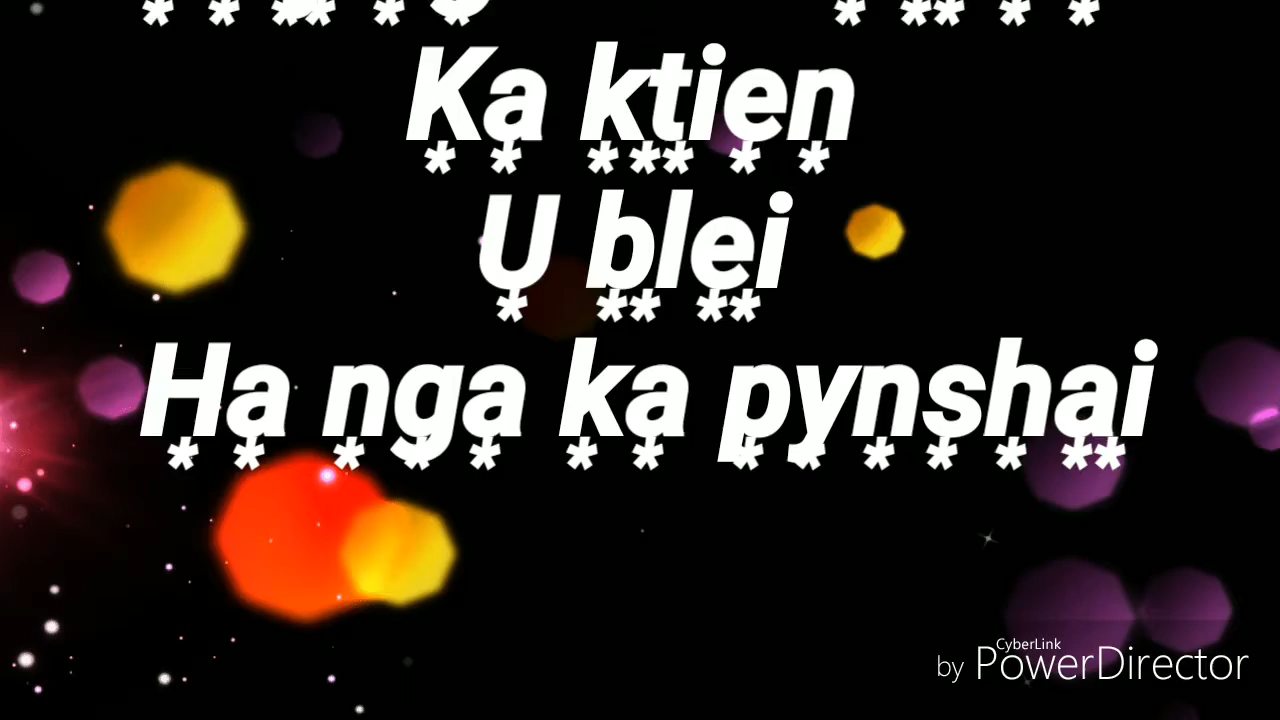 Ka ktien
U blei
Ha nga ka pynshai
CyberLink
by PowerDirector